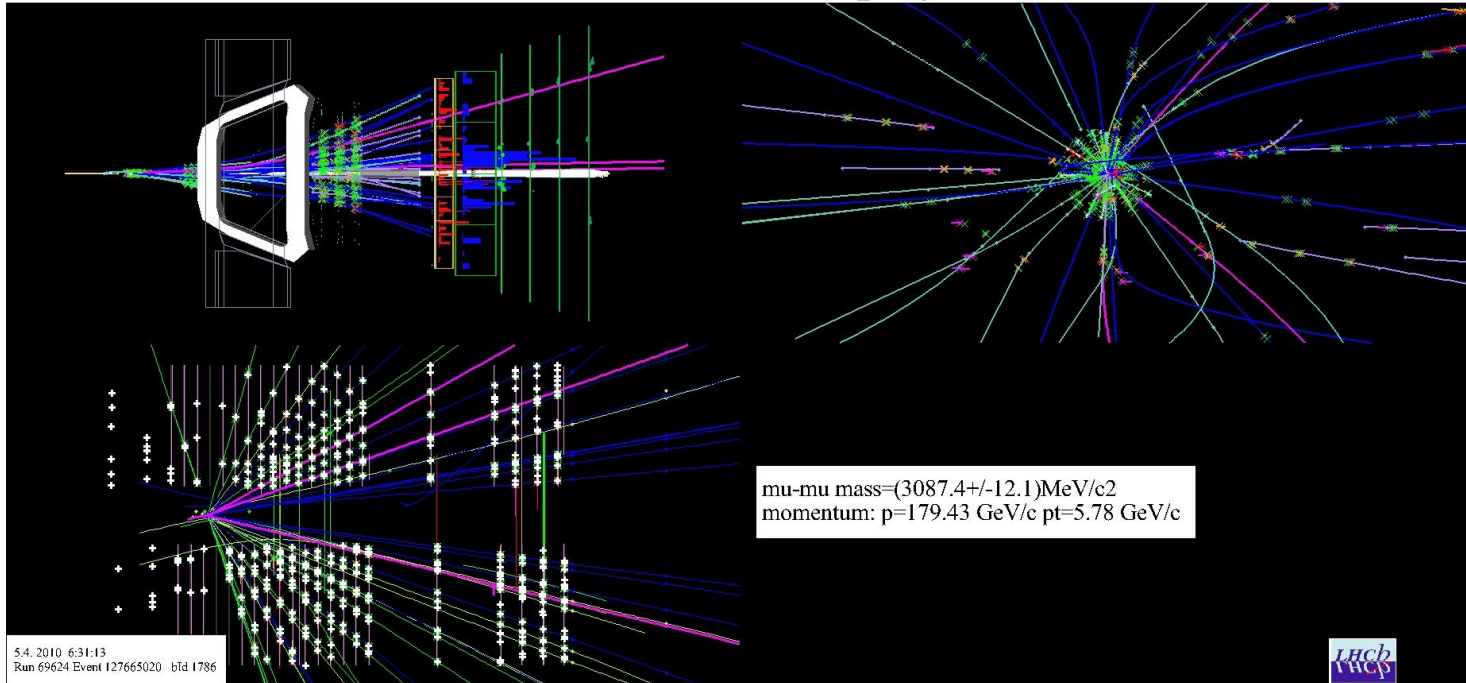 mu-mu mass=(3087.4+/-12.1)MeV/c2
momentum: p=179.43 GeV/c pt=5.78 GeV/c
5.4. 2010 6:31:13
Run 69624 Event 127665020 bId 1786
LHCb